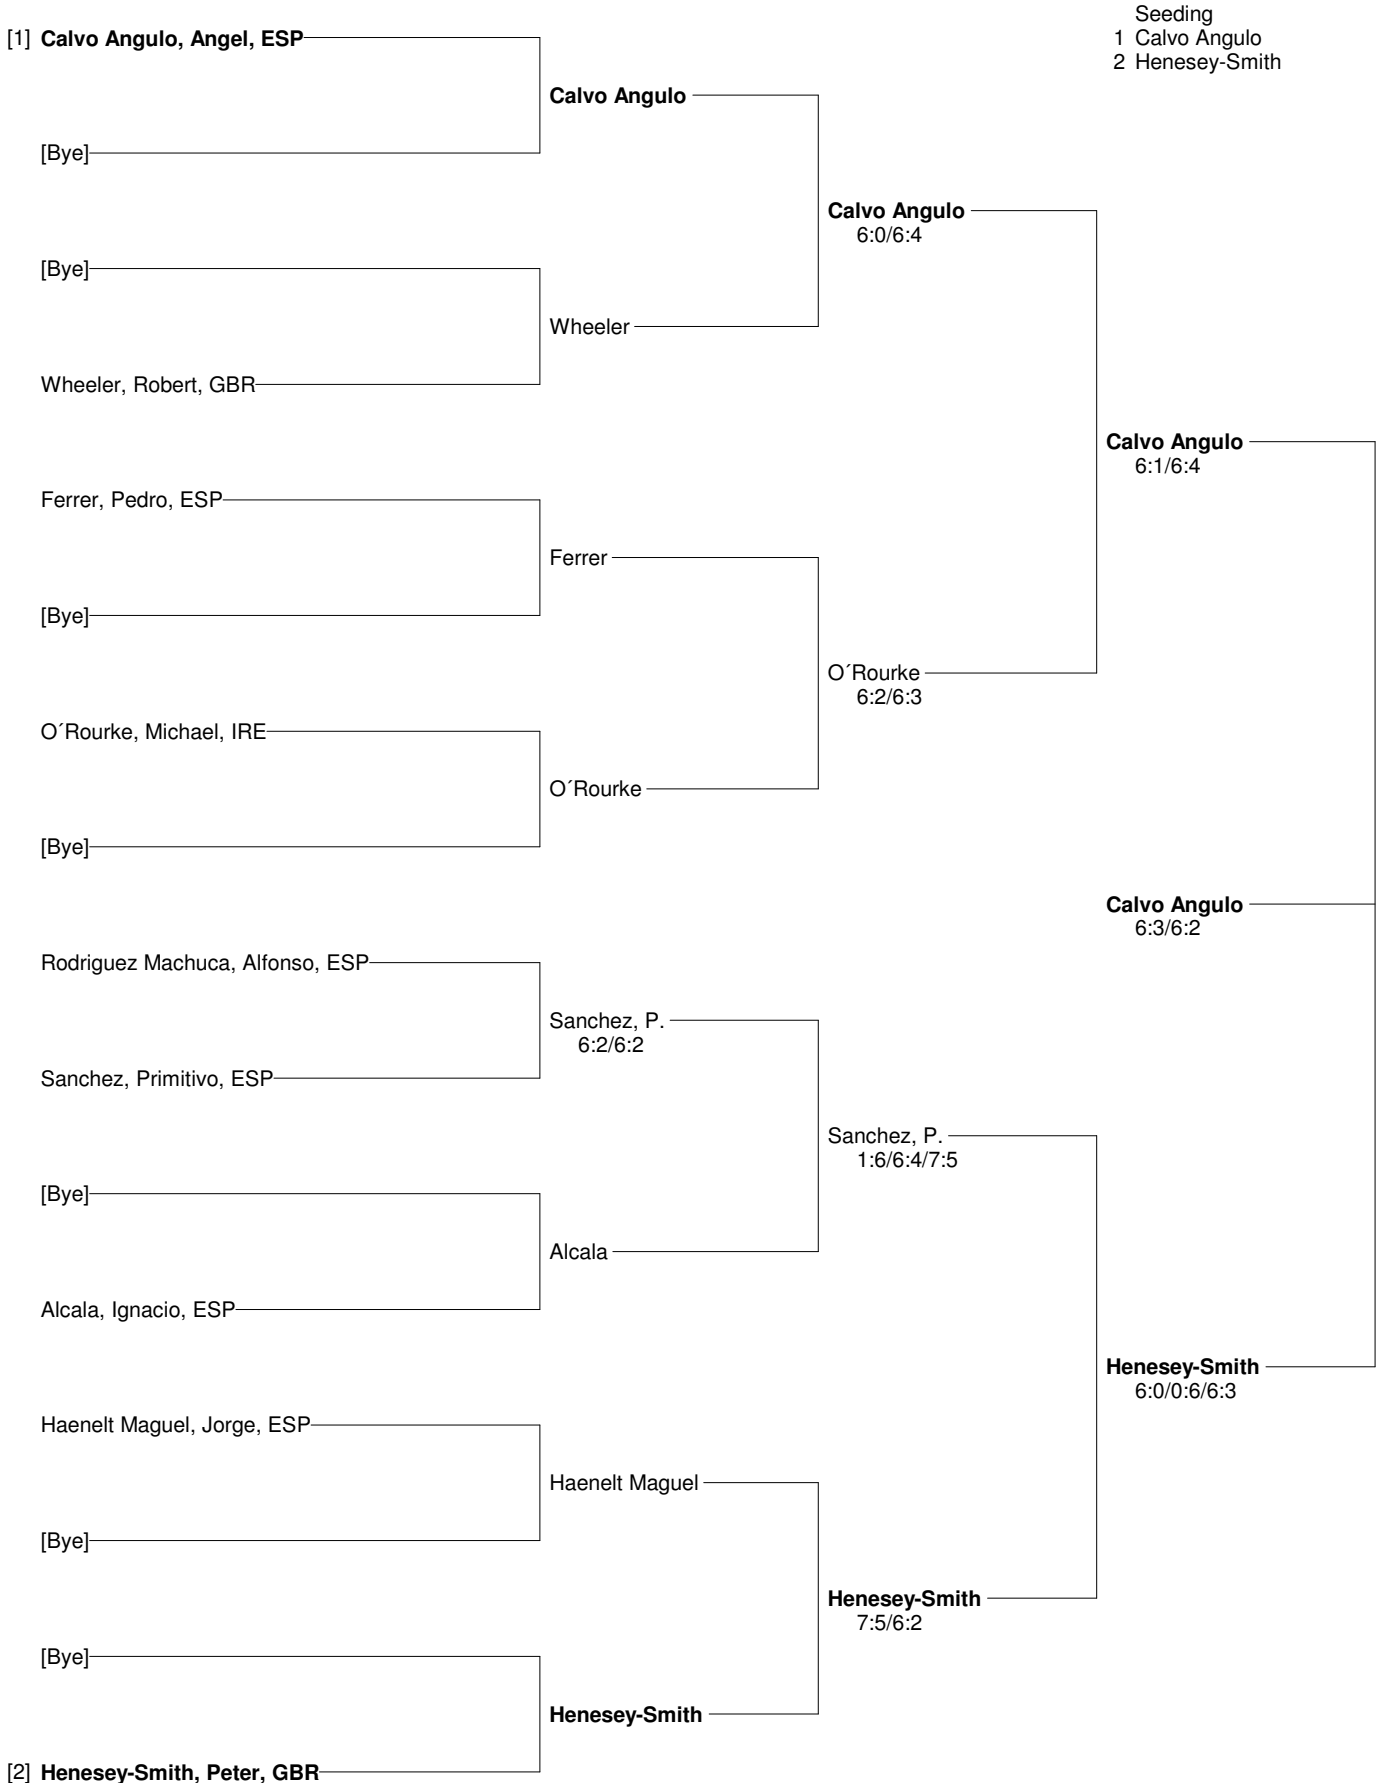 Seeding
1 Calvo Angulo
2 Henesey-Smith
[1] Calvo Angulo, Angel, ESP
Calvo Angulo
[Bye]
Calvo Angulo
6:0/6:4
[Bye]
Wheeler
Wheeler, Robert, GBR
Calvo Angulo
6:1/6:4
Ferrer, Pedro, ESP
Ferrer
[Bye]
O´Rourke
6:2/6:3
O´Rourke, Michael, IRE
O´Rourke
[Bye]
Calvo Angulo
6:3/6:2
Rodriguez Machuca, Alfonso, ESP
Sanchez, P.
6:2/6:2
Sanchez, Primitivo, ESP
Sanchez, P.
1:6/6:4/7:5
[Bye]
Alcala
Alcala, Ignacio, ESP
Henesey-Smith
6:0/0:6/6:3
Haenelt Maguel, Jorge, ESP
Haenelt Maguel
[Bye]
Henesey-Smith
7:5/6:2
[Bye]
Henesey-Smith
[2] Henesey-Smith, Peter, GBR